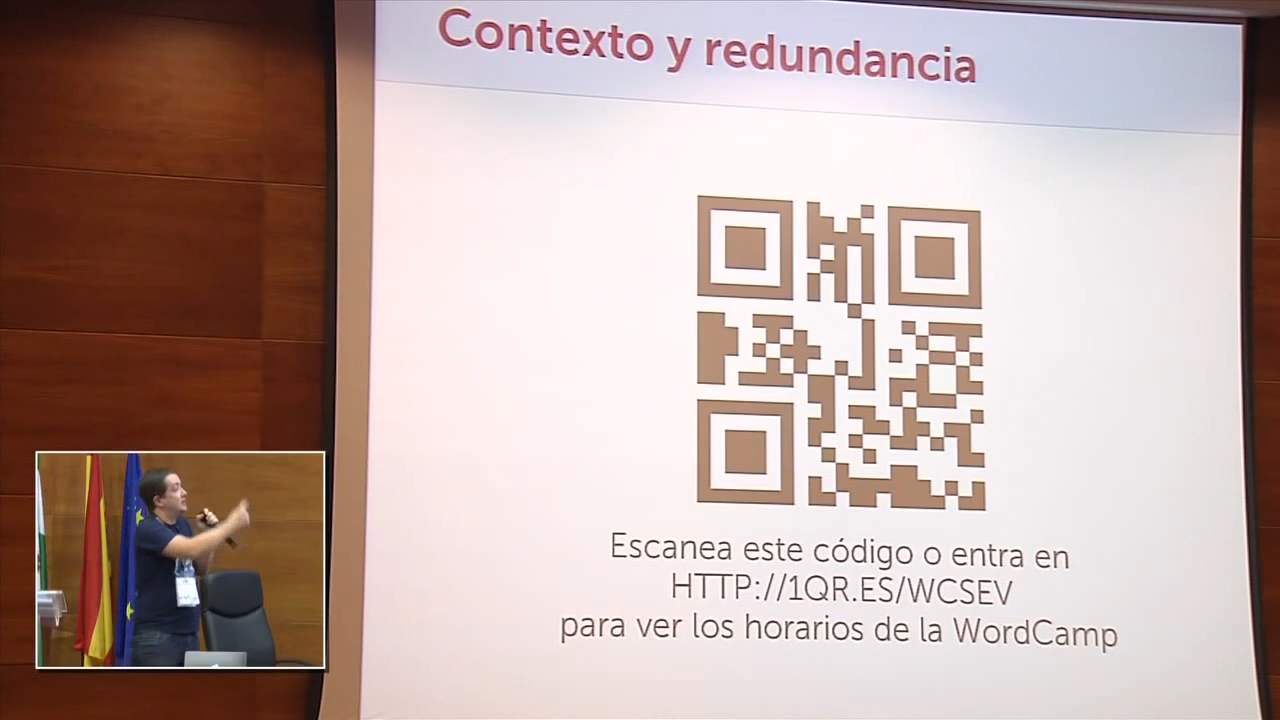 Contexto y redundancia
Escanea este código o entra en
HTTP://1QR.ES/WCSEV
para ver los horarios de la WordCamp